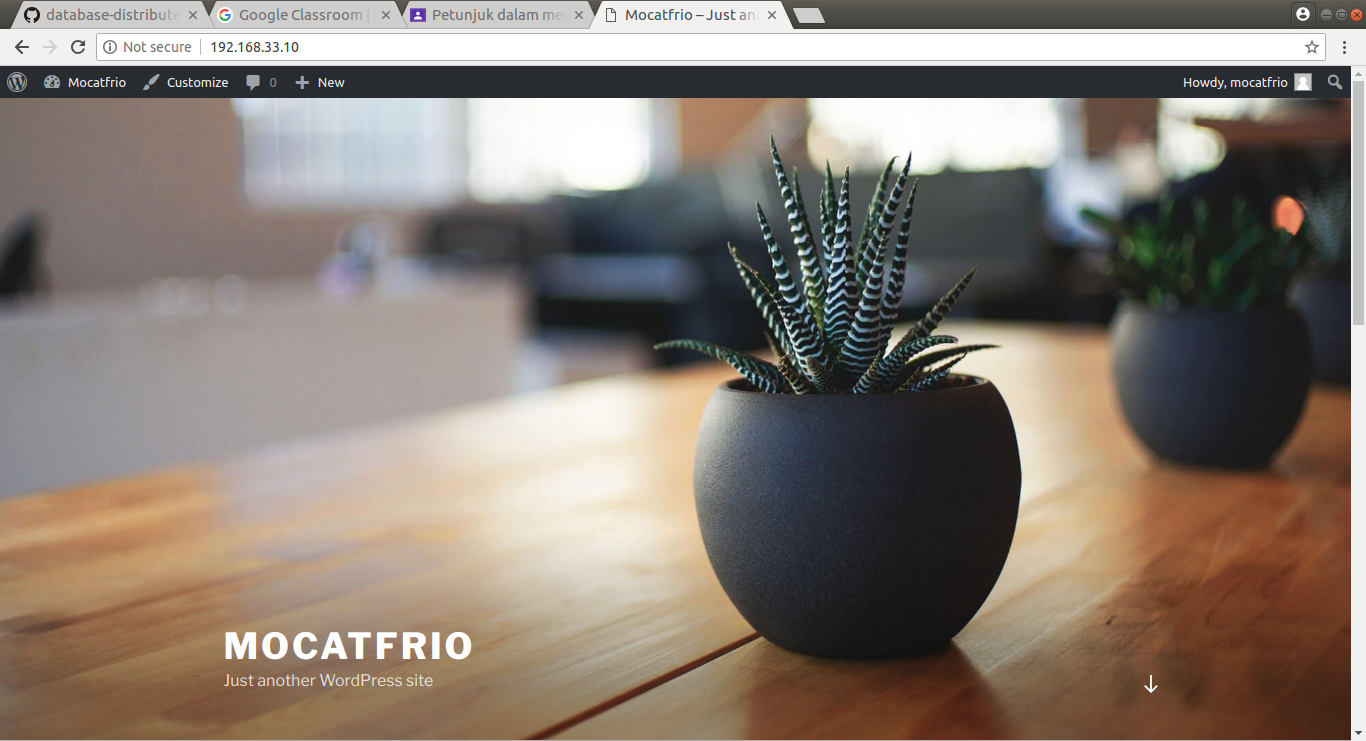 database-distribute
Google Classroom
Petunjuk dalam me
Mocatfrio – Just an
Not secure
192.168.33.10
Mocatfrio
Customize
0
New
Howdy, mocatfrio
MOCATFRIO
Just another WordPress site